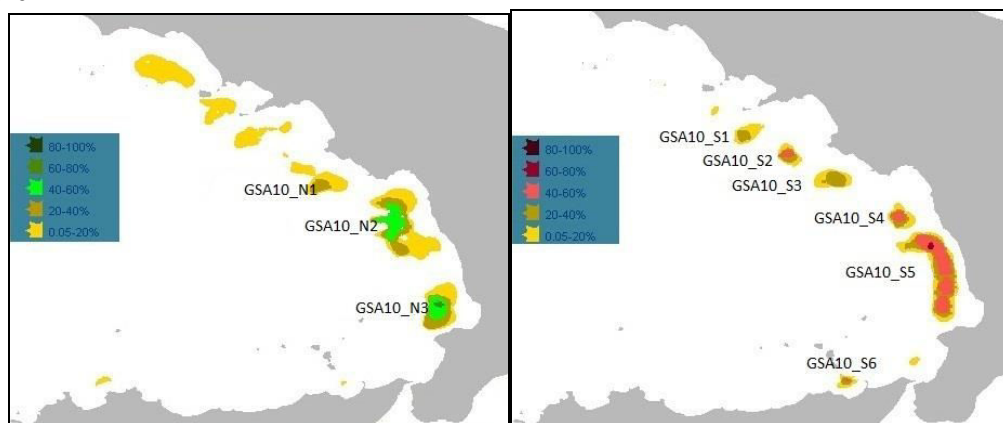 80-100%
60-80%
40-60%
20-40%
0.05-20%
GSA10_N1
GSA10_N2
GSA10_N3
80-100%
60-80%
40-60%
20-40%
0.05-20%
GSA10_S1
GSA10_S2
GSA10_S3
GSA10_S4
GSA10_S5
GSA10_S6